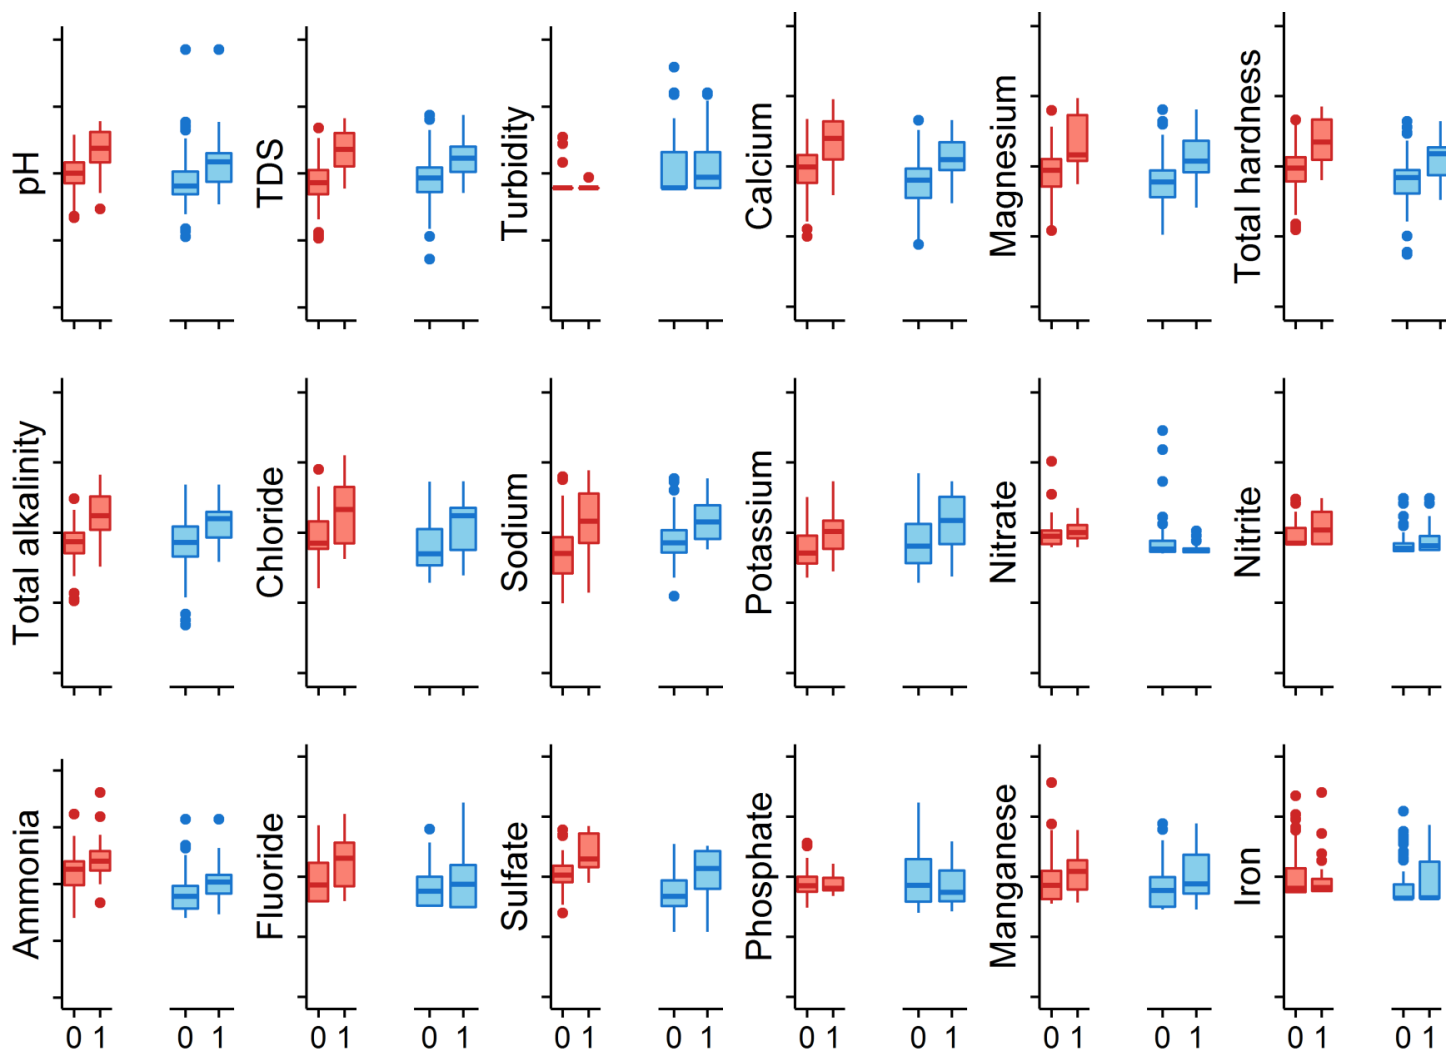 pH
TDS
Turbidity
Calcium
Magnesium
Total hardness
Total alkalinity
Chloride
Sodium
Potassium
Nitrate
Nitrite
Ammonia
Fluoride
Sulfate
Phosphate
Manganese
Iron
0 1 0 1 0 1 0 1 0 1 0 1 0 1 0 1 0 1 0 1 0 1 0 1